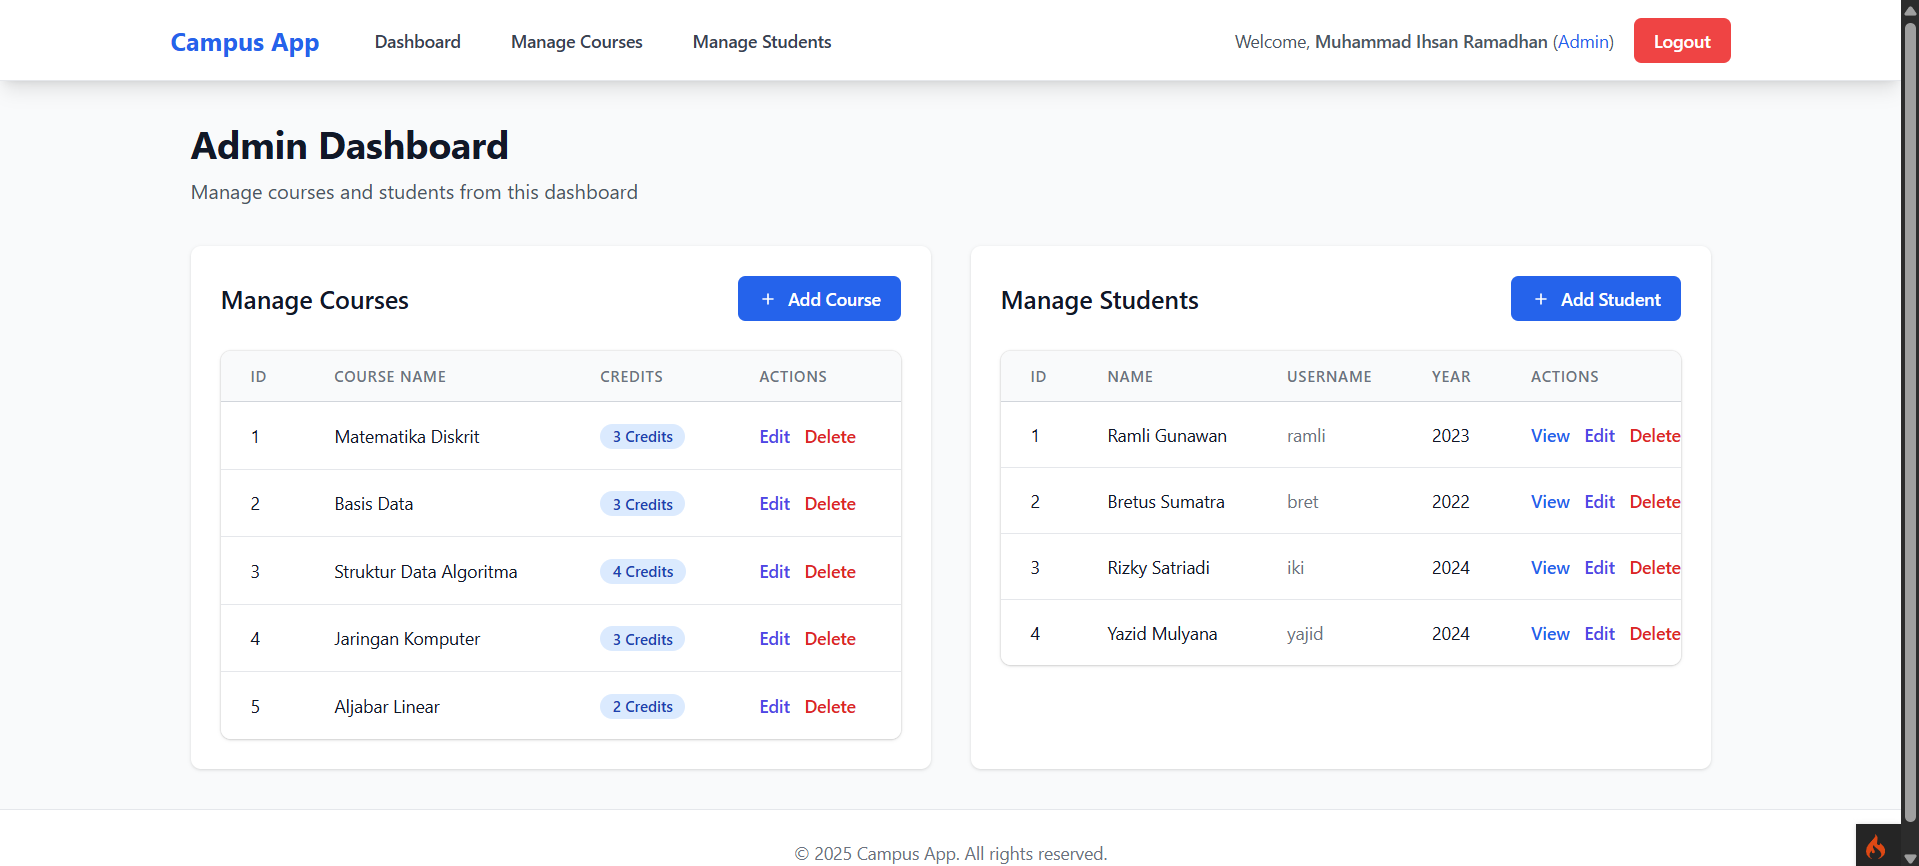 Campus App Dashboard Manage Courses Manage Students Welcome, Muhammad Ihsan Ramadhan (Admin) Logout
Admin Dashboard
Manage courses and students from this dashboard
Manage Courses + Add Course
ID COURSE NAME CREDITS ACTIONS
1 Matematika Diskrit 3 Credits Edit Delete
2 Basis Data 3 Credits Edit Delete
3 Struktur Data Algoritma 4 Credits Edit Delete
4 Jaringan Komputer 3 Credits Edit Delete
5 Aljabar Linear 2 Credits Edit Delete
Manage Students + Add Student
ID NAME USERNAME YEAR ACTIONS
1 Ramli Gunawan ramli 2023 View Edit Delete
2 Bretus Sumatra bret 2022 View Edit Delete
3 Rizky Satriadi iki 2024 View Edit Delete
4 Yazid Mulyana yajid 2024 View Edit Delete
© 2025 Campus App. All rights reserved.